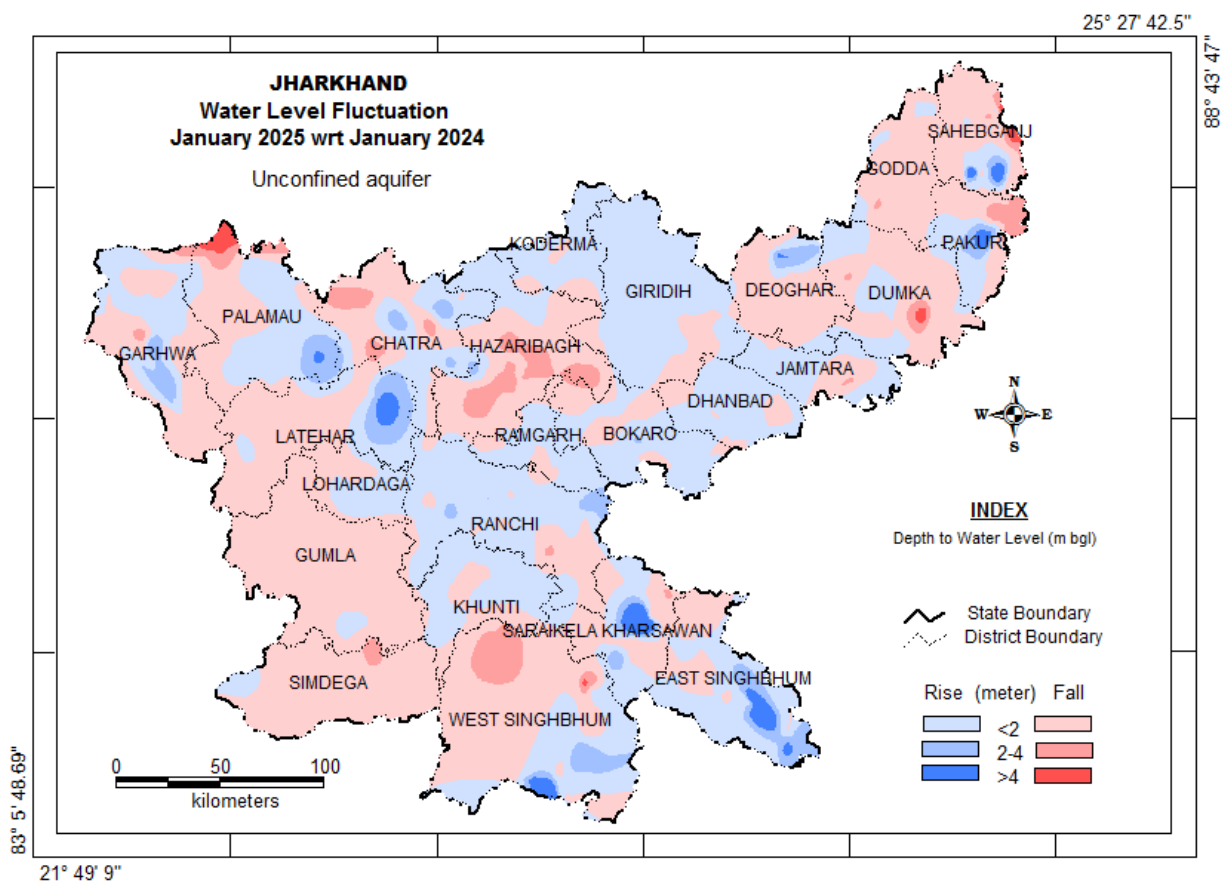 25° 27' 42.5"
88° 43' 47"
JHARKHAND
Water Level Fluctuation
January 2025 wrt January 2024
Unconfined aquifer
SAHEBGANJ
GODDA
KODERMA
PAKUR
GIRIDIH
DEOGHAR
DUMKA
PALAMAU
CHATRA
HAZARIBAGH
GARHWA
JAMTARA
DHANBAD
N
W E
S
LATEHAR
RAMGARH
BOKARO
LOHARDAGA
RANCHI
INDEX
Depth to Water Level (m bgl)
GUMLA
KHUNTI
State Boundary
SARAIKELA KHARSAWAN
District Boundary
SIMDEGA
EAST SINGHBHUM
WEST SINGHBHUM
Rise (meter) Fall
<2
2-4
>4
0 50 100
kilometers
83° 5' 48.69"
21° 49' 9"